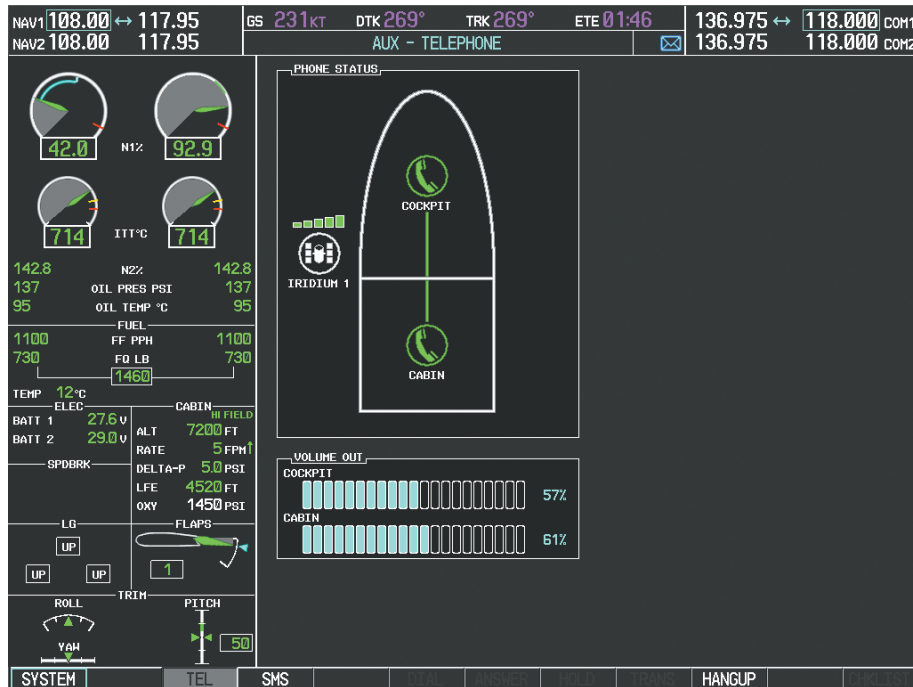 NAV1 108.00 ↔ 117.95
NAV2 108.00 117.95
GS 231KT DTK 269° TRK 269° ETE 01:46
AUX - TELEPHONE
136.975 ↔ 118.000 COM1
136.975 118.000 COM2
42.0 N1% 92.9
714 ITT°C 714
142.8 N2% 142.8
137 OIL PRES PSI 137
95 OIL TEMP °C 95
FUEL
1100 FF PPH 1100
730 FQ LB 730
1460
TEMP 12°C
ELEC
BATT 1 27.6 V
BATT 2 29.0 V
SPDBRK
CABIN
HI FIELD
ALT 7200 FT
RATE 5 FPM↑
DELTA-P 5.0 PSI
LFE 4520 FT
OXY 1450 PSI
LG
UP
UP UP
FLAPS
1
TRIM
ROLL
YAW
PITCH
50
PHONE STATUS
COCKPIT
IRIDIUM 1
CABIN
VOLUME OUT
COCKPIT
57%
CABIN
61%
SYSTEM TEL SMS DIAL ANSWER HOLD TRANS HANGUP CHKLIST